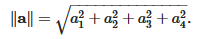 ‖𝐚‖ = √(a₁² + a₂² + a₃² + a₄²).